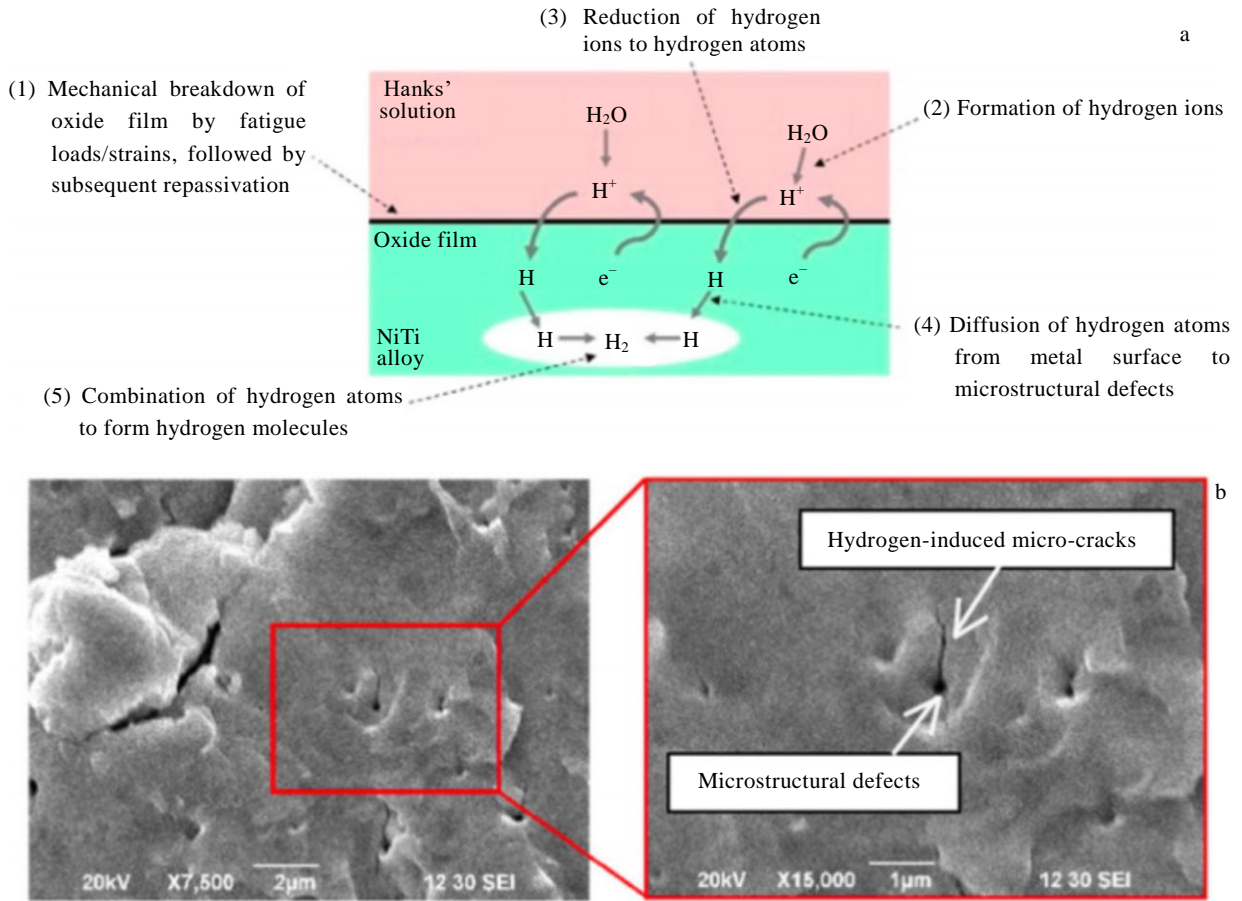 (3) Reduction of hydrogen
ions to hydrogen atoms
a
(1) Mechanical breakdown of
oxide film by fatigue
loads/strains, followed by
subsequent repassivation
Hanks’
solution
H₂O
H₂O
(2) Formation of hydrogen ions
H⁺
H⁺
Oxide film
H
e⁻
H
e⁻
NiTi
alloy
H
H₂
H
(4) Diffusion of hydrogen atoms
from metal surface to
microstructural defects
(5) Combination of hydrogen atoms
to form hydrogen molecules
b
Hydrogen-induced micro-cracks
Microstructural defects
20kV X7,500 2μm 12 30 SEI
20kV X15,000 1μm 12 30 SEI